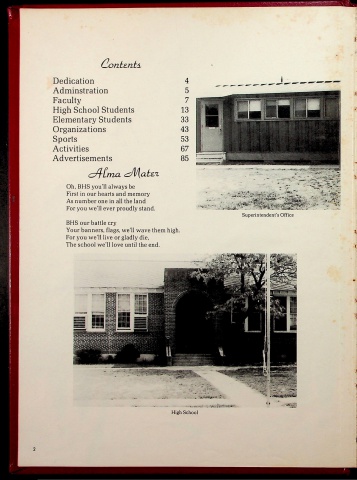 Contents
Dedication 4
Adminstration 5
Faculty 7
High School Students 13
Elementary Students 33
Organizations 43
Sports 53
Activities 67
Advertisements 85
Alma Mater
Oh, BHS you'll always be
First in our hearts and memory
As number one in all the land
For you we'll ever proudly stand.
BHS our battle cry
Your banners, flags, we'll wave them high.
For you we'll live or gladly die,
The school we'll love until the end.
Superintendent's Office
High School
2